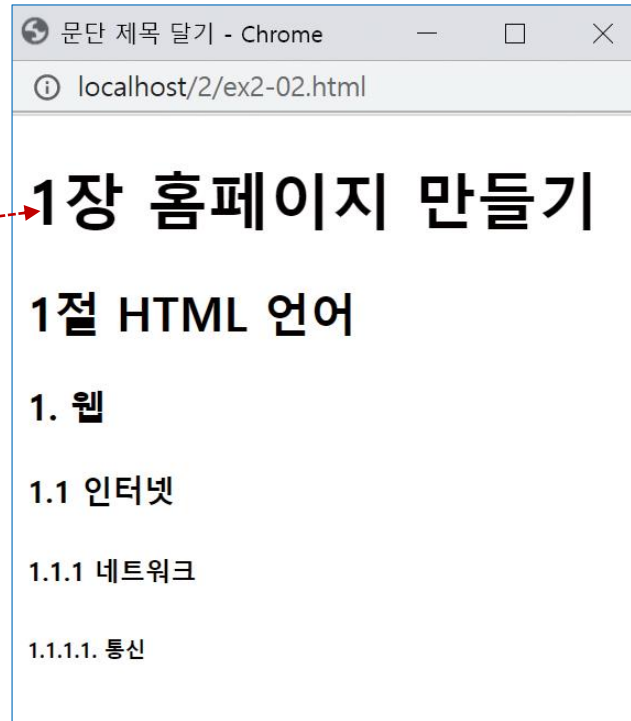 문단 제목 달기 - Chrome
localhost/2/ex2-02.html
1장 홈페이지 만들기
1절 HTML 언어
1. 웹
1.1 인터넷
1.1.1 네트워크
1.1.1.1. 통신